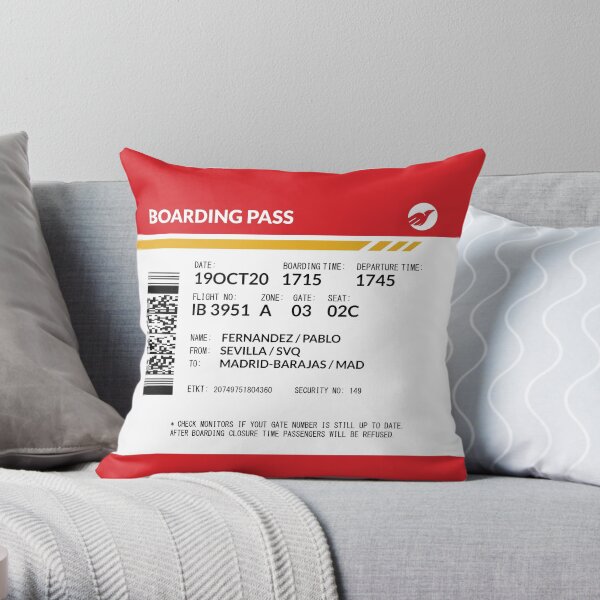 BOARDING PASS
DATE: BOARDING TIME: DEPARTURE TIME:
19OCT20 1715 1745
FLIGHT NO: ZONE: GATE: SEAT:
IB 3951 A 03 02C
NAME: FERNANDEZ / PABLO
FROM: SEVILLA / SVQ
TO: MADRID-BARAJAS / MAD
ETKT: 20749751804360 SECURITY NO: 149
* CHECK MONITORS IF YOUT GATE NUMBER IS STILL UP TO DATE.
AFTER BOARDING CLOSURE TIME PASSENGERS WILL BE REFUSED.